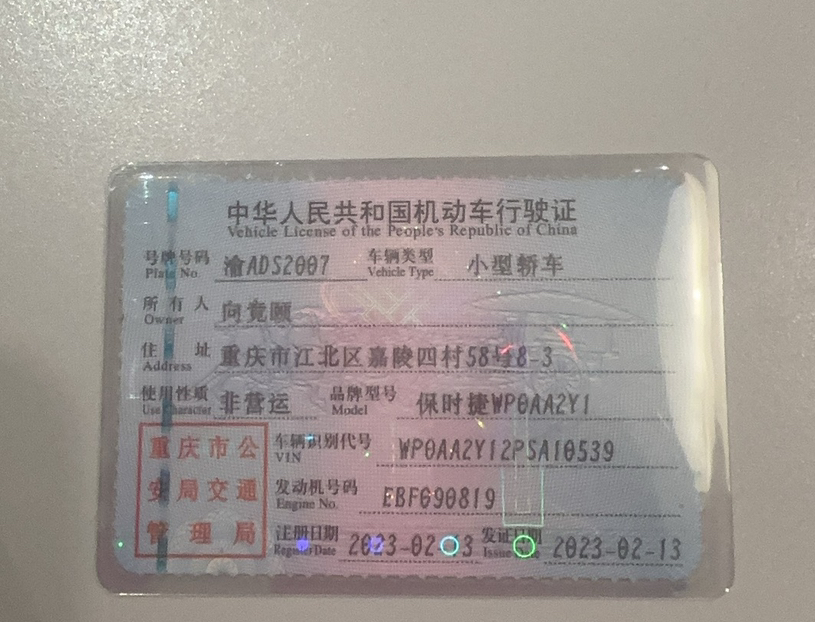 中华人民共和国机动车行驶证
Vehicle License of the People's Republic of China
号牌号码 渝ADS2007 车辆类型 小型轿车
Plate No. Vehicle Type
所有人 向竟颐
Owner
住址 重庆市江北区嘉陵四村58号8-3
Address
使用性质 非营运 品牌型号 保时捷WP0AA2Y1
Use Character Model
重庆市公 车辆识别代号 WP0AA2Y12PSA10539
VIN
安局交通 发动机号码 EBF690819
Engine No.
管理局 注册日期 2023-02-13 发证日期 2023-02-13
Register Date Issue